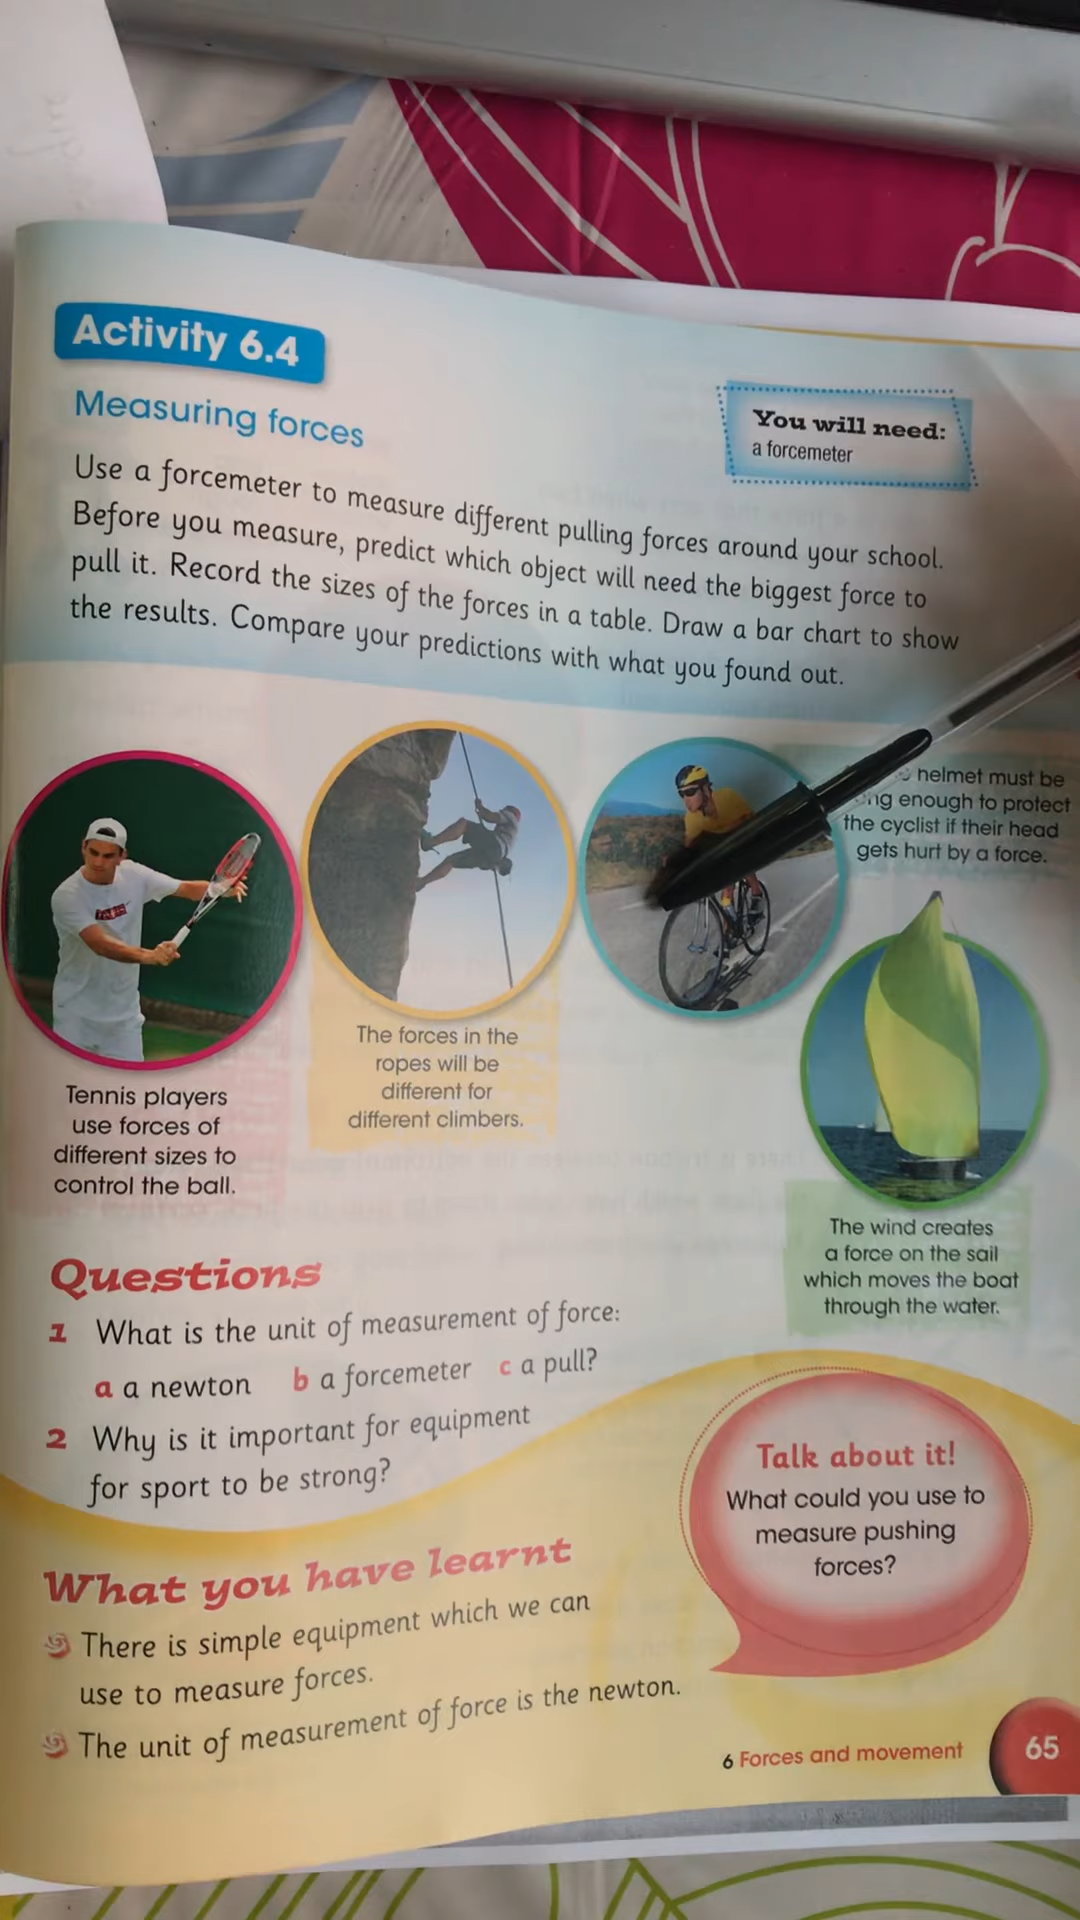 Activity 6.4
Measuring forces
You will need:
a forcemeter
Use a forcemeter to measure different pulling forces around your school.
Before you measure, predict which object will need the biggest force to
pull it. Record the sizes of the forces in a table. Draw a bar chart to show
the results. Compare your predictions with what you found out.
Tennis players
use forces of
different sizes to
control the ball.
The forces in the
ropes will be
different for
different climbers.
helmet must be
enough to protect
the cyclist if their head
gets hurt by a force.
The wind creates
a force on the sail
which moves the boat
through the water.
Questions
1 What is the unit of measurement of force:
a a newton b a forcemeter c a pull?
2 Why is it important for equipment
for sport to be strong?
Talk about it!
What could you use to
measure pushing
forces?
What you have learnt
There is simple equipment which we can
use to measure forces.
The unit of measurement of force is the newton.
6 Forces and movement
65